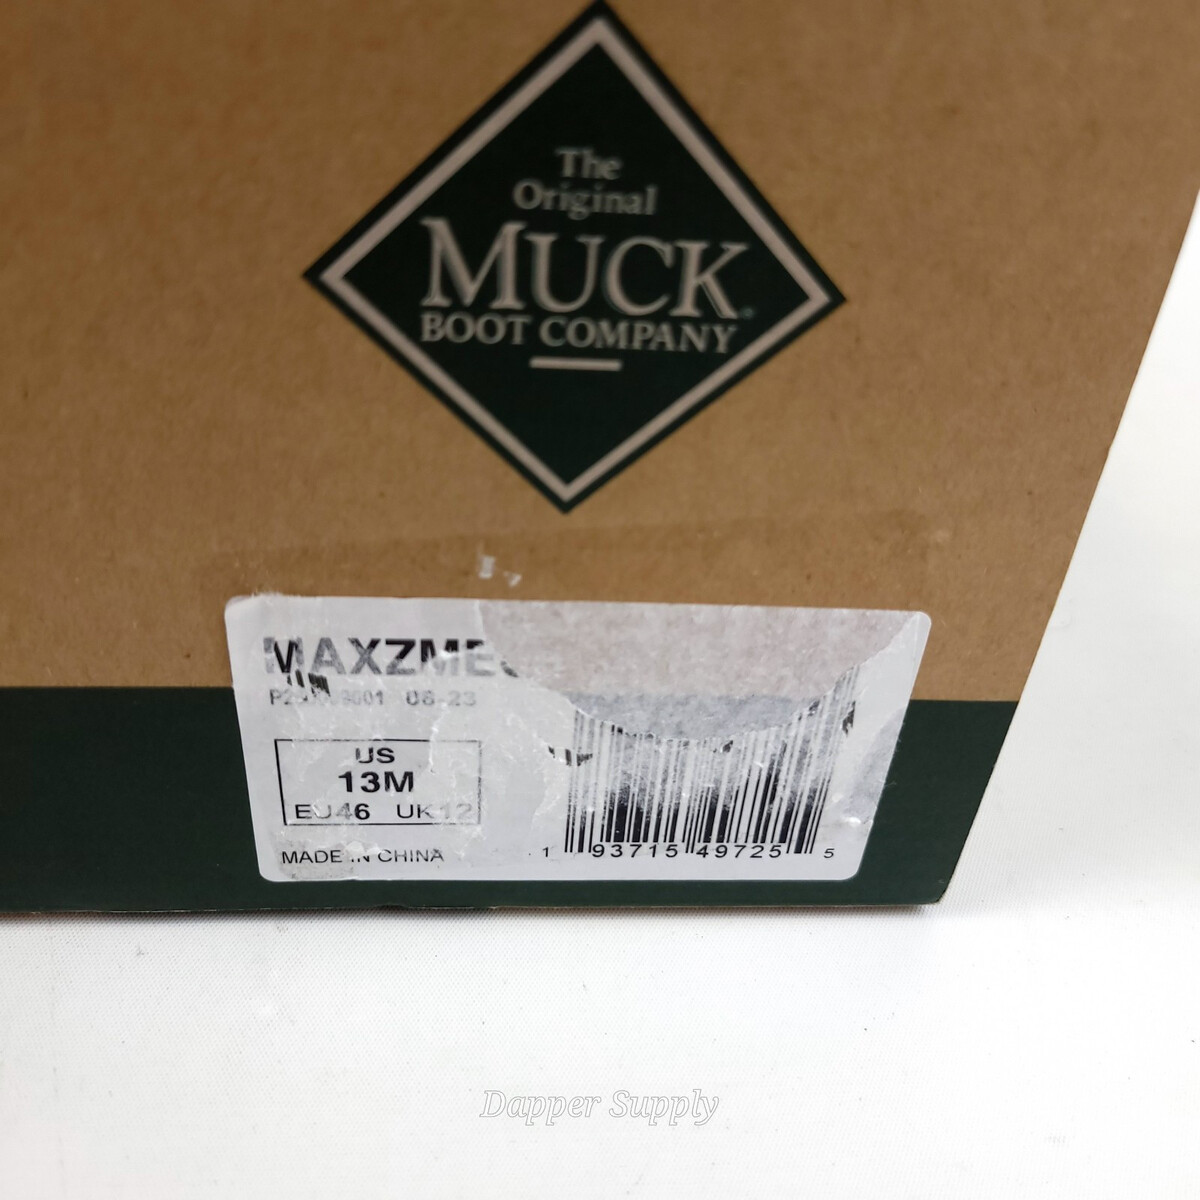 The
Original
MUCK
BOOT COMPANY
08-23
US
13M
EU46 UK12
MADE IN CHINA
1 93715 49725 5
Dapper Supply